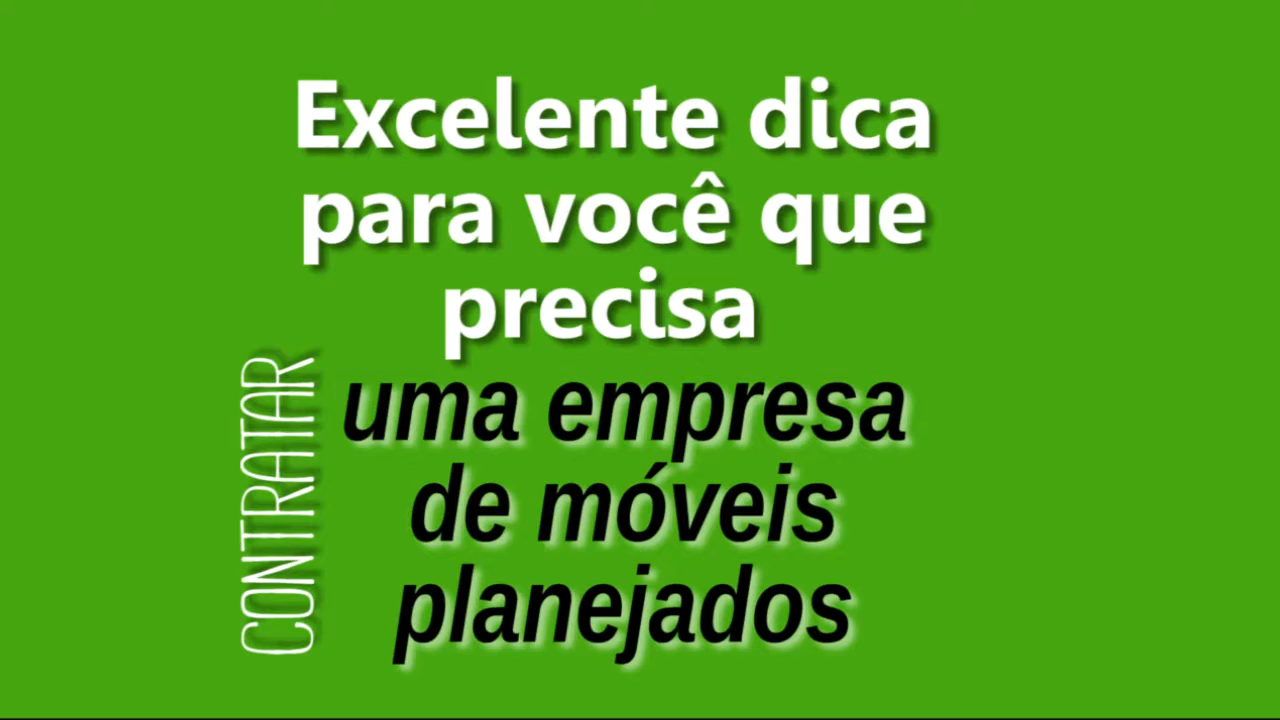 Excelente dica
para você que
precisa
CONTRATAR
uma empresa
de móveis
planejados